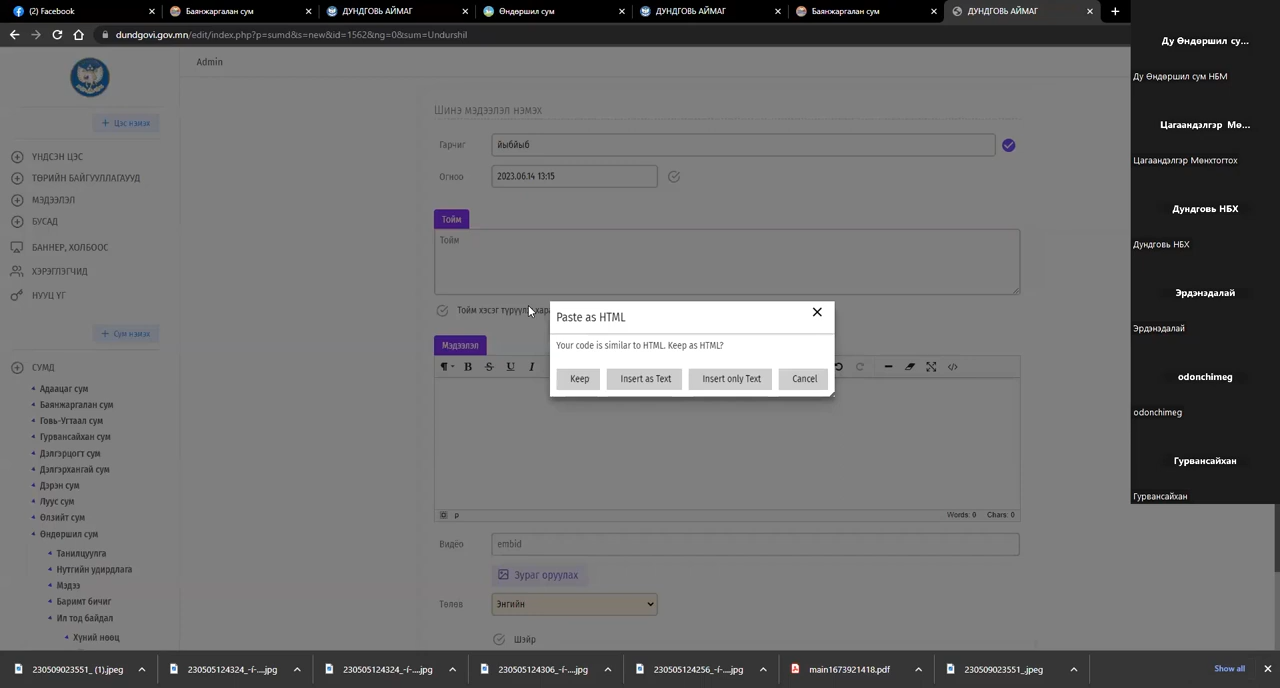 (2) Facebook
Баянжаргалан сум
ДУНДГОВЬ АЙМАГ
Өндөршил сум
ДУНДГОВЬ АЙМАГ
Баянжаргалан сум
ДУНДГОВЬ АЙМАГ
dundgovi.gov.mn/edit/index.php?p=sumd&s=new&id=1562&ng=0&sum=Undurshil
Admin
+ Цэс нэмэх
ҮНДСЭН ЦЭС
ТӨРИЙН БАЙГУУЛЛАГАУУД
МЭДЭЭЛЭЛ
БУСАД
БАННЕР, ХОЛБООС
ХЭРЭГЛЭГЧИД
НУУЦ ҮГ
+ Сум нэмэх
СУМД
Адаацаг сум
Баянжаргалан сум
Говь-Угтаал сум
Гурвансайхан сум
Дэлгэрцогт сум
Дэлгэрхангай сум
Дэрэн сум
Луус сум
Өлзийт сум
Өндөршил сум
Танилцуулга
Нутгийн удирдлага
Мэдээ
Баримт бичиг
Ил тод байдал
Хүний нөөц
Шинэ мэдээлэл нэмэх
Гарчиг
йыбйыб
Огноо
2023.06.14 13:15
Тойм
Тойм
Тойм хэсэг түрүүлж хара
Мэдээлэл
B S U I
Paste as HTML
Your code is similar to HTML. Keep as HTML?
Keep
Insert as Text
Insert only Text
Cancel
p
Words: 0 Chars: 0
Видёо
embid
Зураг оруулах
Төлөв
Энгийн
Шэйр
Ду Өндөршил су...
Ду Өндөршил сум НБМ
Цагаандэлгэр Мө...
Цагаандэлгэр Мөнхтогтох
Дундговь НБХ
Дундговь НБХ
Эрдэнэдалай
Эрдэнэдалай
odonchimeg
odonchimeg
Гурвансайхан
Гурвансайхан
230509023551_ (1).jpeg
230505124324_-í-....jpg
230505124324_-í-....jpg
230505124306_-í-....jpg
230505124256_-í-....jpg
main1673921418.pdf
230509023551_.jpeg
Show all